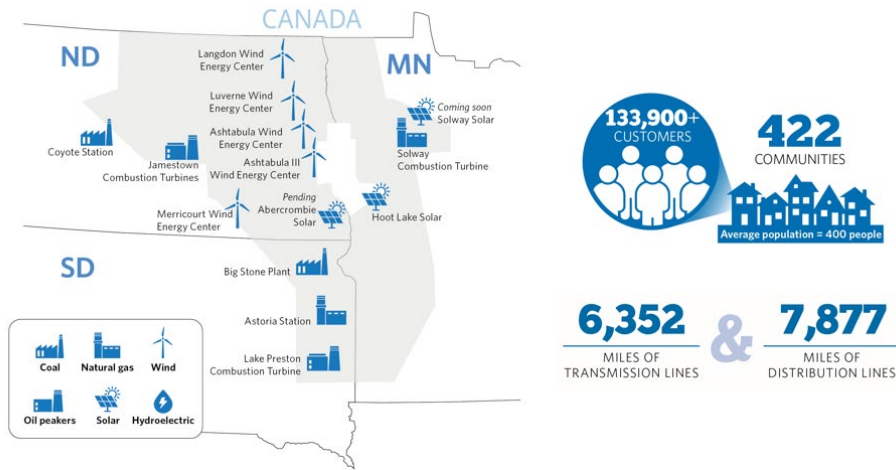 CANADA
ND
MN
SD
Langdon Wind
Energy Center
Luverne Wind
Energy Center
Ashtabula Wind
Energy Center
Ashtabula III
Wind Energy Center
Coyote Station
Jamestown
Combustion Turbines
Merricourt Wind
Energy Center
Pending
Abercrombie
Solar
Coming soon
Solway Solar
Solway
Combustion Turbine
Hoot Lake Solar
Big Stone Plant
Astoria Station
Lake Preston
Combustion Turbine
Coal
Natural gas
Wind
Oil peakers
Solar
Hydroelectric
133,900+
CUSTOMERS
422
COMMUNITIES
Average population = 400 people
6,352
MILES OF
TRANSMISSION LINES
&
7,877
MILES OF
DISTRIBUTION LINES